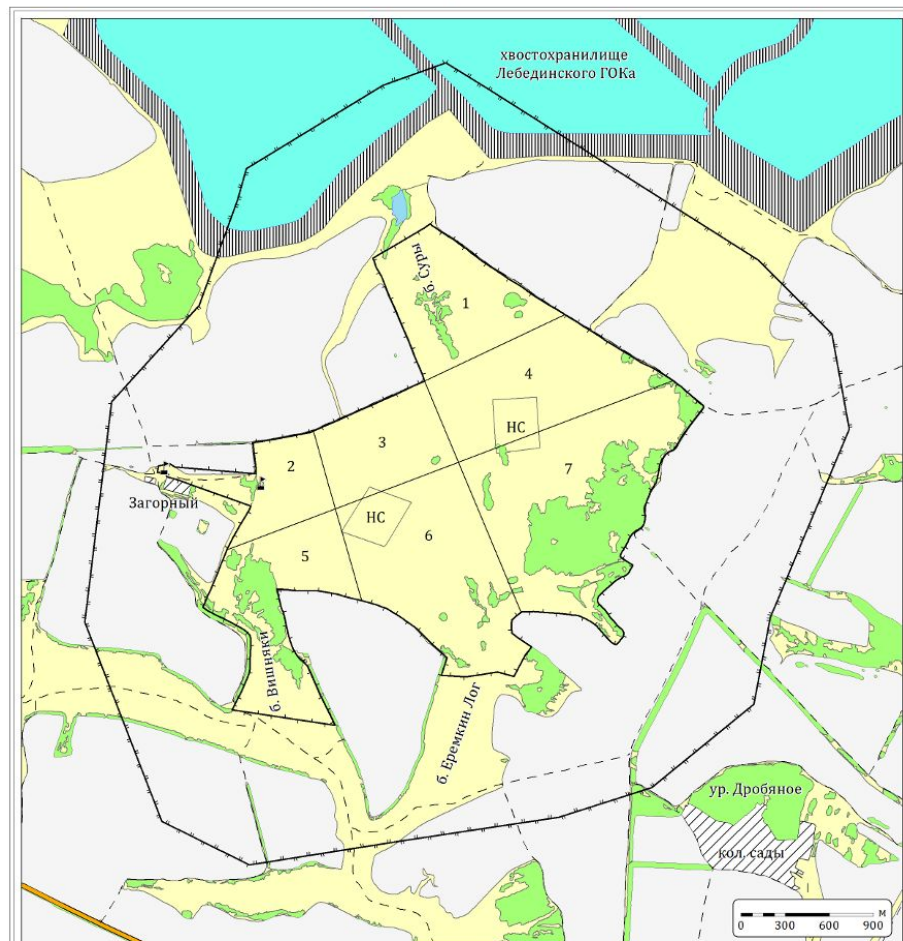 хвостохранилище
Лебединского ГОКа
б. Суры
1
4
НС
3
2
7
Загорный
НС
6
5
б. Вишняки
б. Еремкин Лог
ур. Дробяное
кол. сады
м
0 300 600 900